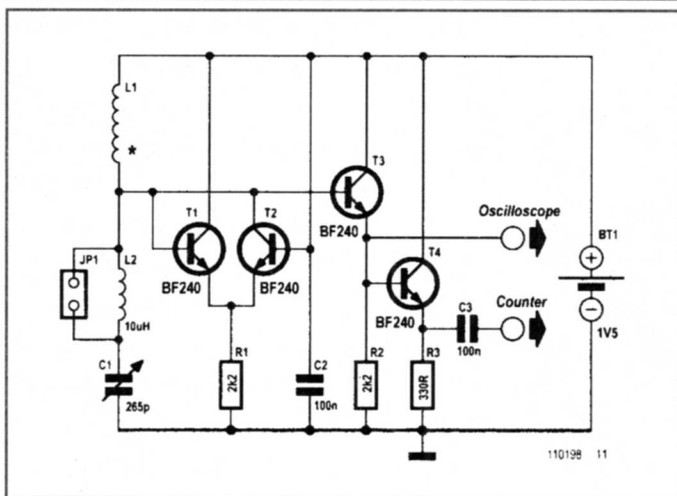 L1
*
T3
T1
T2
Oscilloscope
BF240
BT1
JP1
L2
T4
BF240
BF240
C3
Counter
BF240
10uH
1V5
C1
R1
C2
R2
100n
R3
2k2
2k2
330R
265p
100n
110198 11